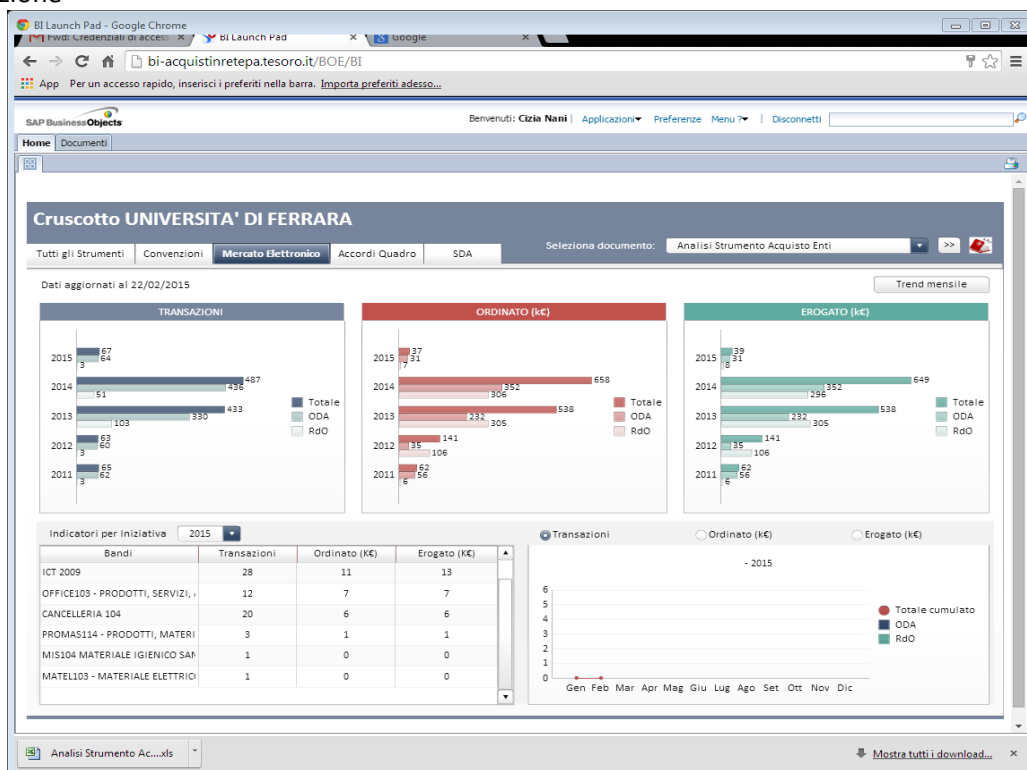 zione
BI Launch Pad - Google Chrome
Fwd: Credenziali di access × BI Launch Pad × Google ×
bi-acquistinretepa.tesoro.it/BOE/BI
App Per un accesso rapido, inserisci i preferiti nella barra. Importa preferiti adesso...
SAP BusinessObjects Benvenuti: Cizia Nani | Applicazioni Preferenze Menu ? | Disconnetti
Home Documenti
Cruscotto UNIVERSITA' DI FERRARA
Seleziona documento: Analisi Strumento Acquisto Enti >>
Tutti gli Strumenti Convenzioni Mercato Elettronico Accordi Quadro SDA
Dati aggiornati al 22/02/2015 Trend mensile
TRANSAZIONI
2015 67 64 3
2014 487 436 51
2013 433 330 103
2012 63 60 3
2011 65 62 3
Totale
ODA
RdO
ORDINATO (k€)
2015 37 31 7
2014 658 352 306
2013 538 232 305
2012 141 35 106
2011 62 56 6
Totale
ODA
RdO
EROGATO (k€)
2015 39 31 8
2014 649 352 296
2013 538 232 305
2012 141 35 106
2011 62 56 6
Totale
ODA
RdO
Indicatori per Iniziativa 2015
Bandi Transazioni Ordinato (K€) Erogato (K€)
ICT 2009 28 11 13
OFFICE103 - PRODOTTI, SERVIZI, 12 7 7
CANCELLERIA 104 20 6 6
PROMAS114 - PRODOTTI, MATERI 3 1 1
MIS104 MATERIALE IGIENICO SAN 1 0 0
MATEL103 - MATERIALE ELETTRIC 1 0 0
Transazioni Ordinato (k€) Erogato (k€)
- 2015
6
5
4
3
2
1
0
Gen Feb Mar Apr Mag Giu Lug Ago Set Ott Nov Dic
Totale cumulato
ODA
RdO
Analisi Strumento Ac....xls Mostra tutti i download... ×